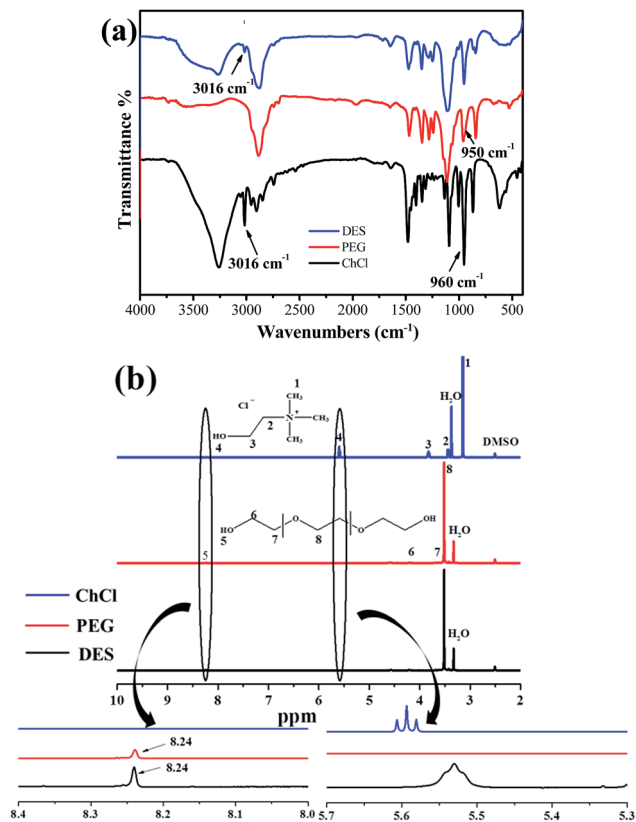 (a)
Transmittance %
3016 cm-1
950 cm-1
DES
PEG
ChCl
3016 cm-1
960 cm-1
4000 3500 3000 2500 2000 1500 1000 500
Wavenumbers (cm-1)
(b)
1
1
Cl−
CH3
H2O
CH3
N+
CH3
2
HO
3
CH3
4
4
3
2
DMSO
8
6
OH
HO
O
O
5
7
8
H2O
5
6
7
ChCl
PEG
DES
H2O
10 9 8 7 6 5 4 3 2
ppm
8.24
8.24
8.4 8.3 8.2 8.1 8.0
5.7 5.6 5.5 5.4 5.3